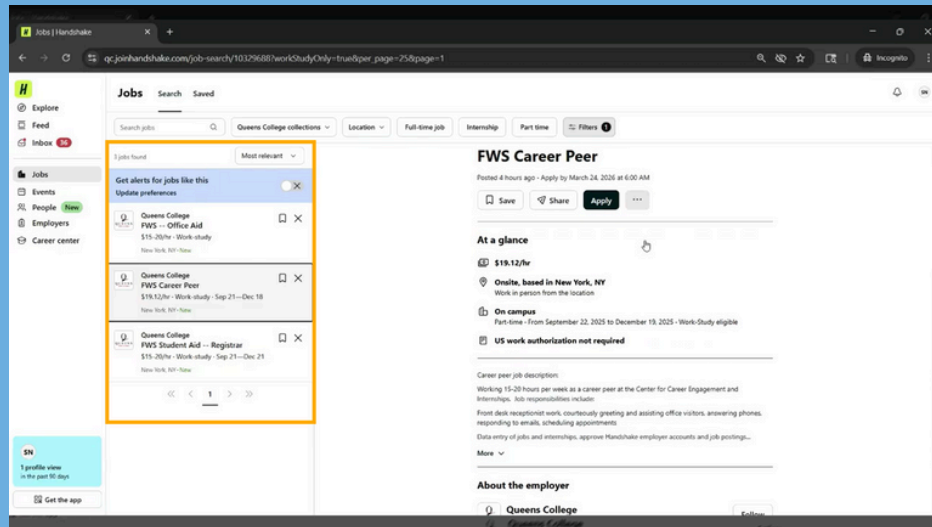 Jobs | Handshake
qc.joinhandshake.com/job-search/10329688?workStudyOnly=true&per_page=25&page=1
Incognito
H
Explore
Feed
Inbox 36
Jobs
Events
People New
Employers
Career center
SN
1 profile view
in the past 90 days
Get the app
Jobs Search Saved
SN
Search jobs
Queens College collections
Location
Full-time job
Internship
Part time
Filters 1
3 jobs found
Most relevant
Get alerts for jobs like this
Update preferences
Queens College
FWS -- Office Aid
$15-20/hr · Work-study
New York, NY · New
Queens College
FWS Career Peer
$19.12/hr · Work-study · Sep 21—Dec 18
New York, NY · New
Queens College
FWS Student Aid -- Registrar
$15-20/hr · Work-study · Sep 21—Dec 21
New York, NY · New
1
FWS Career Peer
Posted 4 hours ago · Apply by March 24, 2026 at 6:00 AM
Save
Share
Apply
At a glance
$19.12/hr
Onsite, based in New York, NY
Work in person from the location
On campus
Part-time · From September 22, 2025 to December 19, 2025 · Work-Study eligible
US work authorization not required
Career peer job description:
Working 15-20 hours per week as a career peer at the Center for Career Engagement and
Internships. Job responsibilities include:
Front desk receptionist work, courteously greeting and assisting office visitors, answering phones,
responding to emails, scheduling appointments
Data entry of jobs and internships, approve Handshake employer accounts and job postings...
More
About the employer
Queens College
Follow